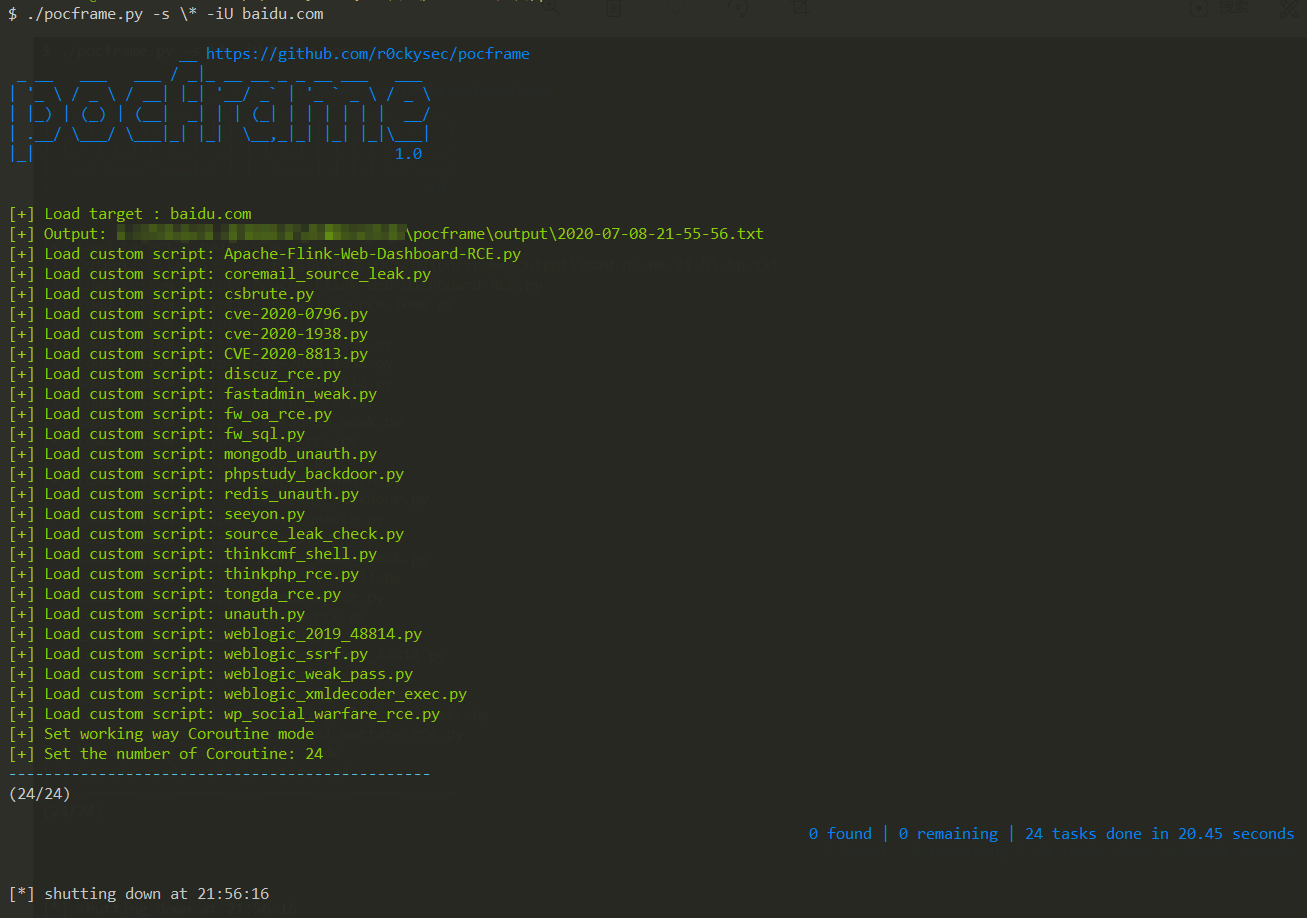 $ ./pocframe.py -s \* -iU baidu.com
https://github.com/r0ckysec/pocframe
pocframe
1.0
[+] Load target : baidu.com
[+] Output: \pocframe\output\2020-07-08-21-55-56.txt
[+] Load custom script: Apache-Flink-Web-Dashboard-RCE.py
[+] Load custom script: coremail_source_leak.py
[+] Load custom script: csbrute.py
[+] Load custom script: cve-2020-0796.py
[+] Load custom script: cve-2020-1938.py
[+] Load custom script: CVE-2020-8813.py
[+] Load custom script: discuz_rce.py
[+] Load custom script: fastadmin_weak.py
[+] Load custom script: fw_oa_rce.py
[+] Load custom script: fw_sql.py
[+] Load custom script: mongodb_unauth.py
[+] Load custom script: phpstudy_backdoor.py
[+] Load custom script: redis_unauth.py
[+] Load custom script: seeyon.py
[+] Load custom script: source_leak_check.py
[+] Load custom script: thinkcmf_shell.py
[+] Load custom script: thinkphp_rce.py
[+] Load custom script: tongda_rce.py
[+] Load custom script: unauth.py
[+] Load custom script: weblogic_2019_48814.py
[+] Load custom script: weblogic_ssrf.py
[+] Load custom script: weblogic_weak_pass.py
[+] Load custom script: weblogic_xmldecoder_exec.py
[+] Load custom script: wp_social_warfare_rce.py
[+] Set working way Coroutine mode
[+] Set the number of Coroutine: 24
-----------------------------------------------
(24/24)
0 found | 0 remaining | 24 tasks done in 20.45 seconds
[*] shutting down at 21:56:16